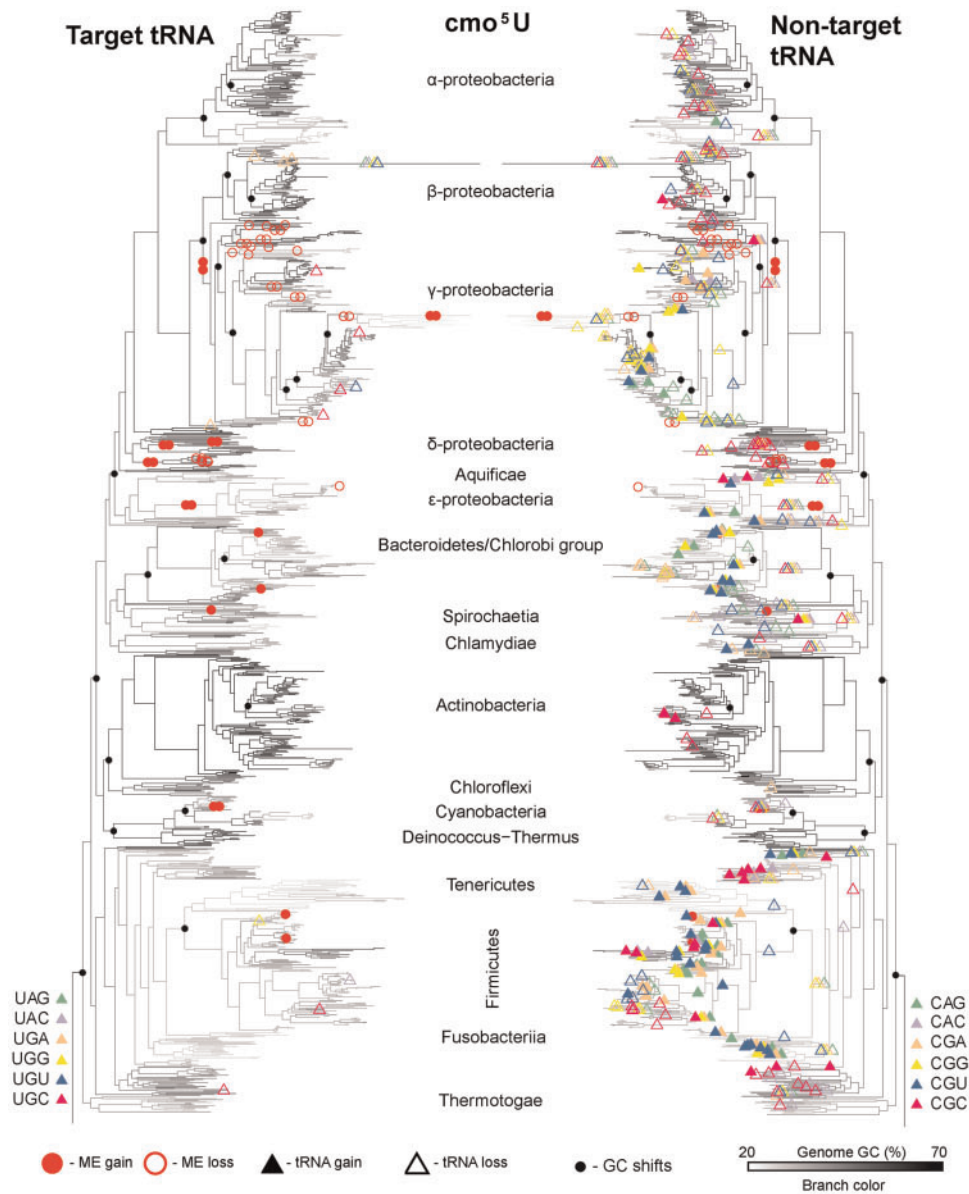 Target tRNA
cmo⁵U
Non-target
tRNA
α-proteobacteria
β-proteobacteria
γ-proteobacteria
δ-proteobacteria
Aquificae
ε-proteobacteria
Bacteroidetes/Chlorobi group
Spirochaetia
Chlamydiae
Actinobacteria
Chloroflexi
Cyanobacteria
Deinococcus−Thermus
Tenericutes
Firmicutes
Fusobacteriia
Thermotogae
UAG
UAC
UGA
UGG
UGU
UGC
CAG
CAC
CGA
CGG
CGU
CGC
- ME gain
- ME loss
- tRNA gain
- tRNA loss
- GC shifts
20 Genome GC (%) 70
Branch color